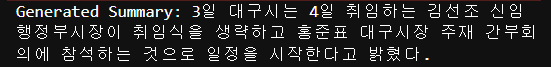 Generated Summary: 3일 대구시는 4일 취임하는 김선조 신임
행정부시장이 취임식을 생략하고 홍준표 대구시장 주재 간부회
의에 참석하는 것으로 일정을 시작한다고 밝혔다.